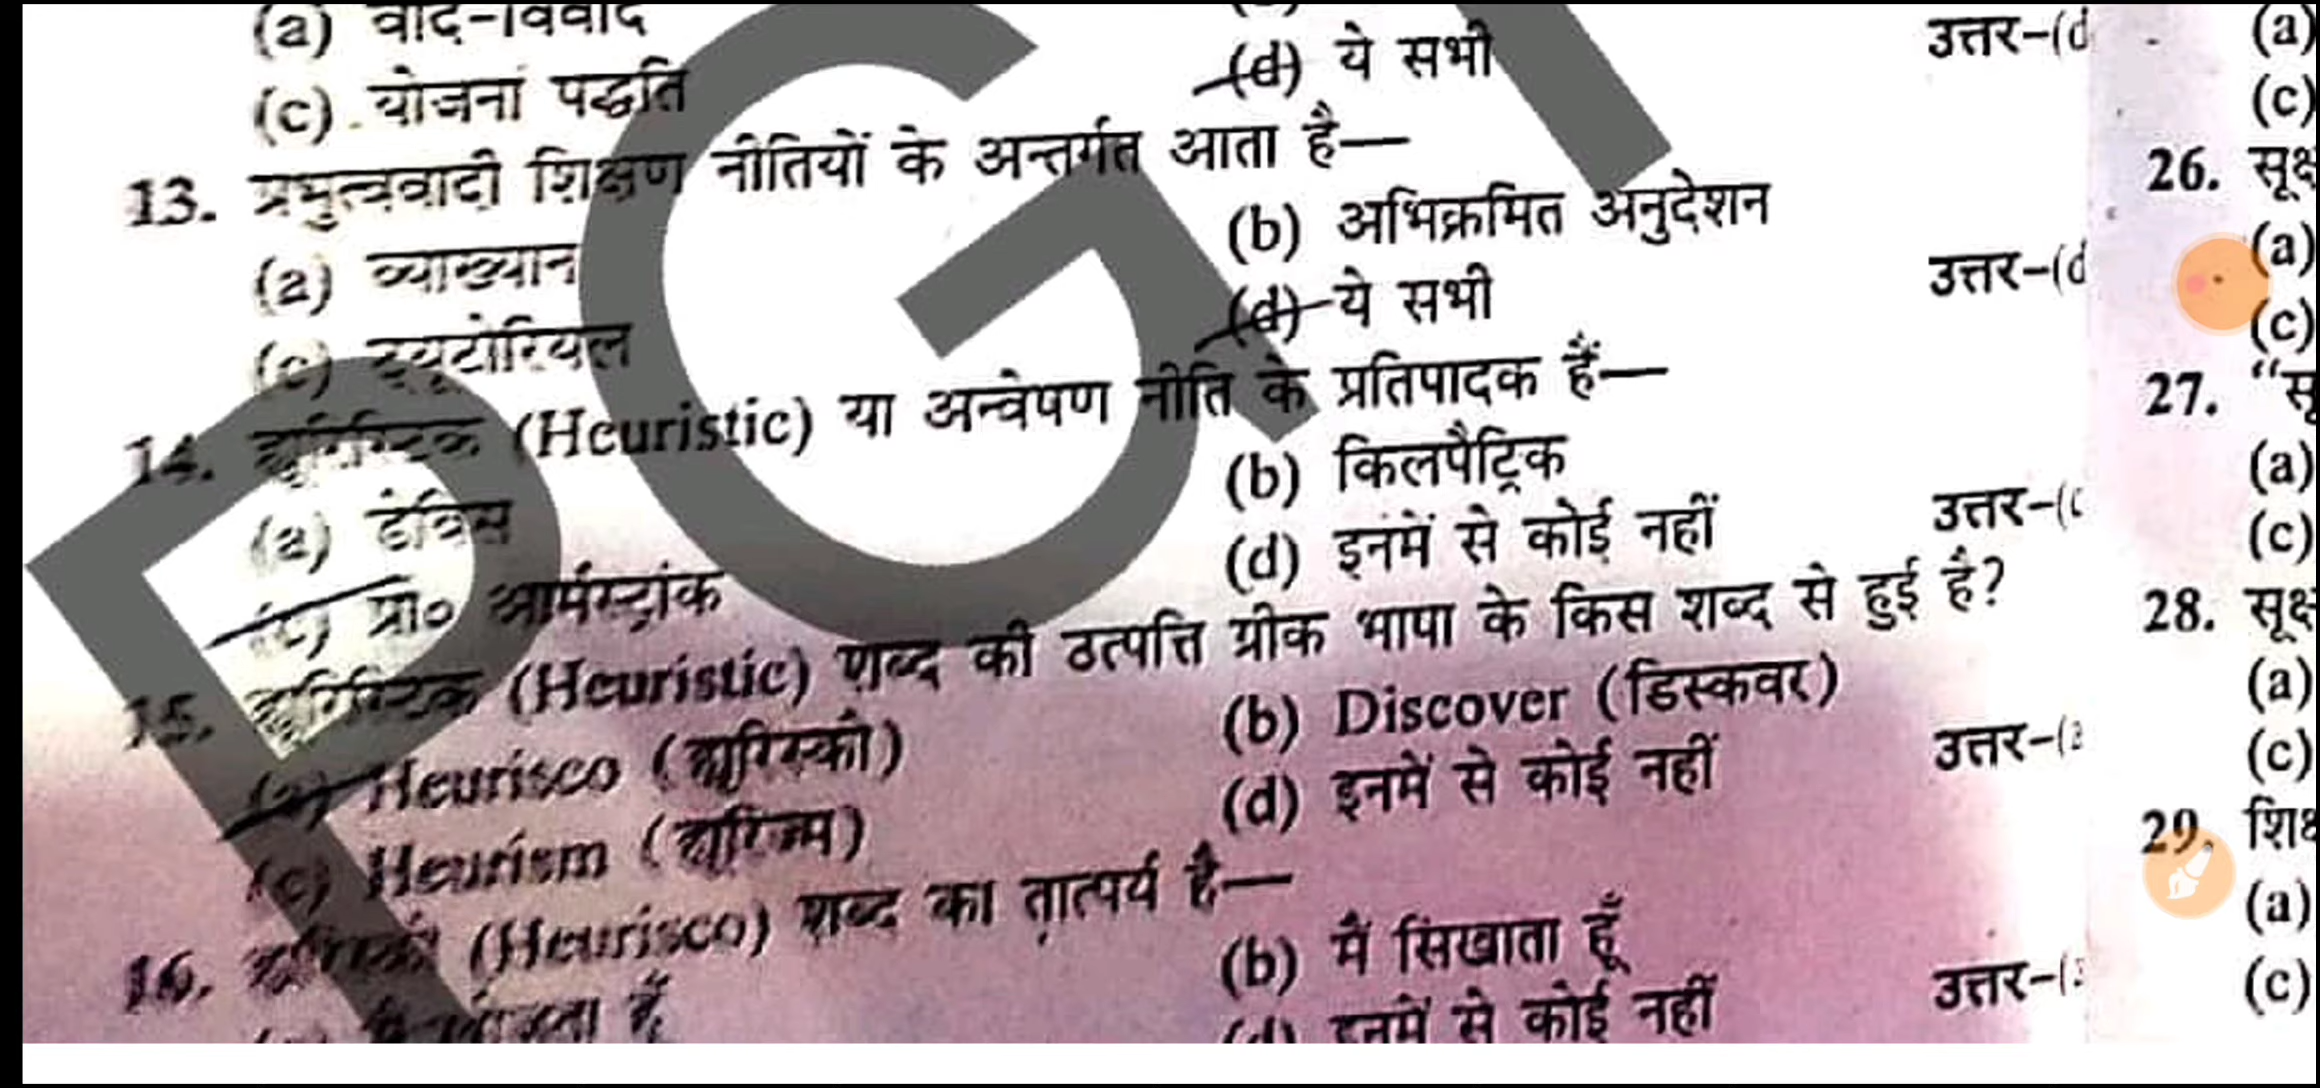 (a) वाद-विवाद
(c) योजना पद्धति
(d) ये सभी
उत्तर-(d
13. प्रभुत्ववादी शिक्षण नीतियों के अन्तर्गत आता है—
(a) व्याख्यान
(b) अभिक्रमित अनुदेशन
(c) ट्यूटोरियल
(d) ये सभी
उत्तर-(d
14. ह्यूरिस्टिक (Heuristic) या अन्वेषण नीति के प्रतिपादक हैं—
(a) डेविस
(b) किलपैट्रिक
(c) प्रो० आर्मस्ट्रांक
(d) इनमें से कोई नहीं
उत्तर-(c
15. ह्यूरिस्टिक (Heuristic) शब्द की उत्पत्ति ग्रीक भाषा के किस शब्द से हुई है?
(a) Heurisco (ह्यूरिस्को)
(b) Discover (डिस्कवर)
(c) Heurism (ह्यूरिज्म)
(d) इनमें से कोई नहीं
उत्तर-(a
16. (Heurisco) शब्द का तात्पर्य है—
हूँ
(b) मैं सिखाता हूँ
(d) इनमें से कोई नहीं
उत्तर-(
(a)
(c)
26. सूक्ष
(a)
(c)
27. “सू
(a)
(c)
28. सूक्ष
(a)
(c)
29. शिक्ष
(a)
(c)
PGT